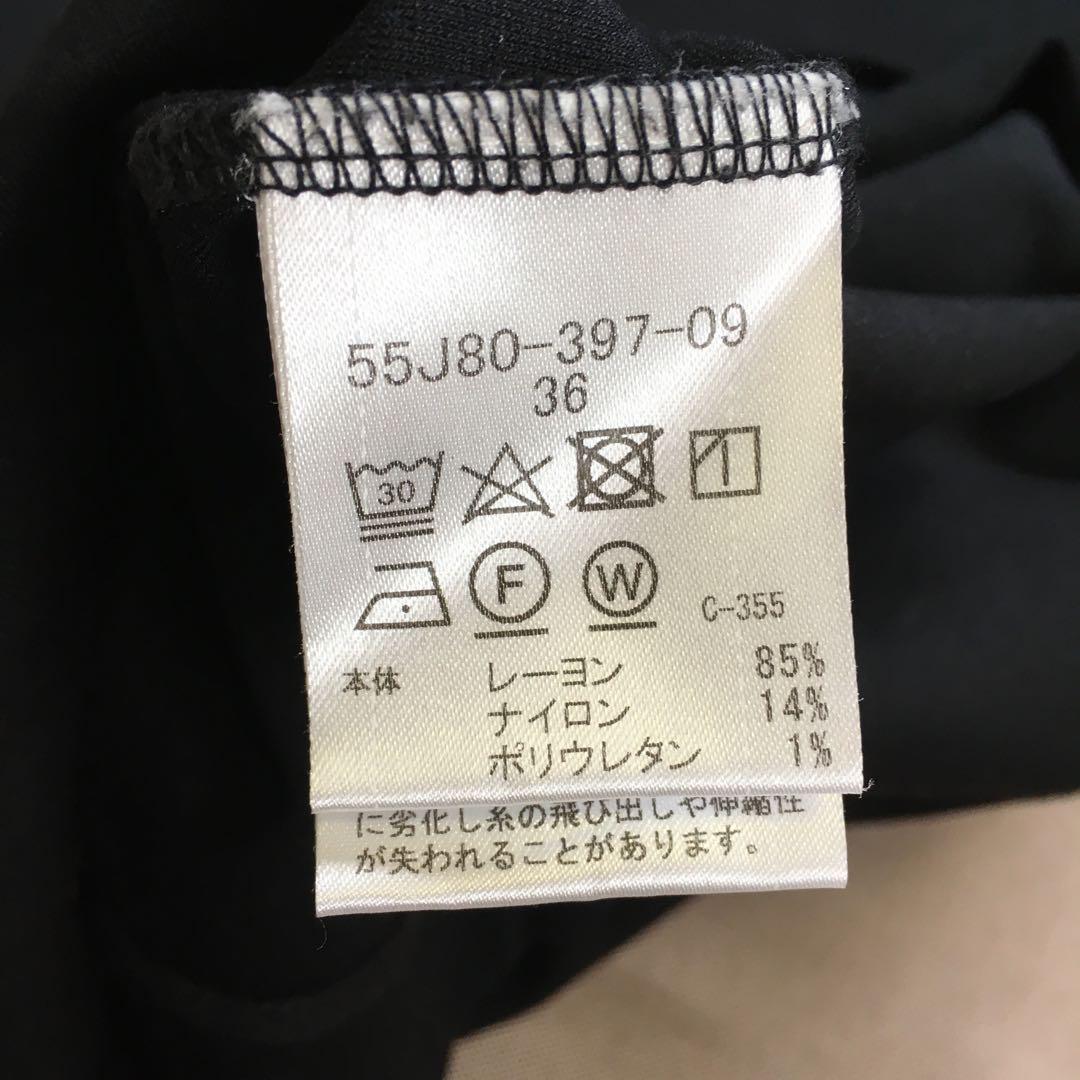 55J80-397-09
36
30
F W C-355
本体 レーヨン 85%
ナイロン 14%
ポリウレタン 1%
に劣化し糸の飛び出しや伸縮性
が失われることがあります。